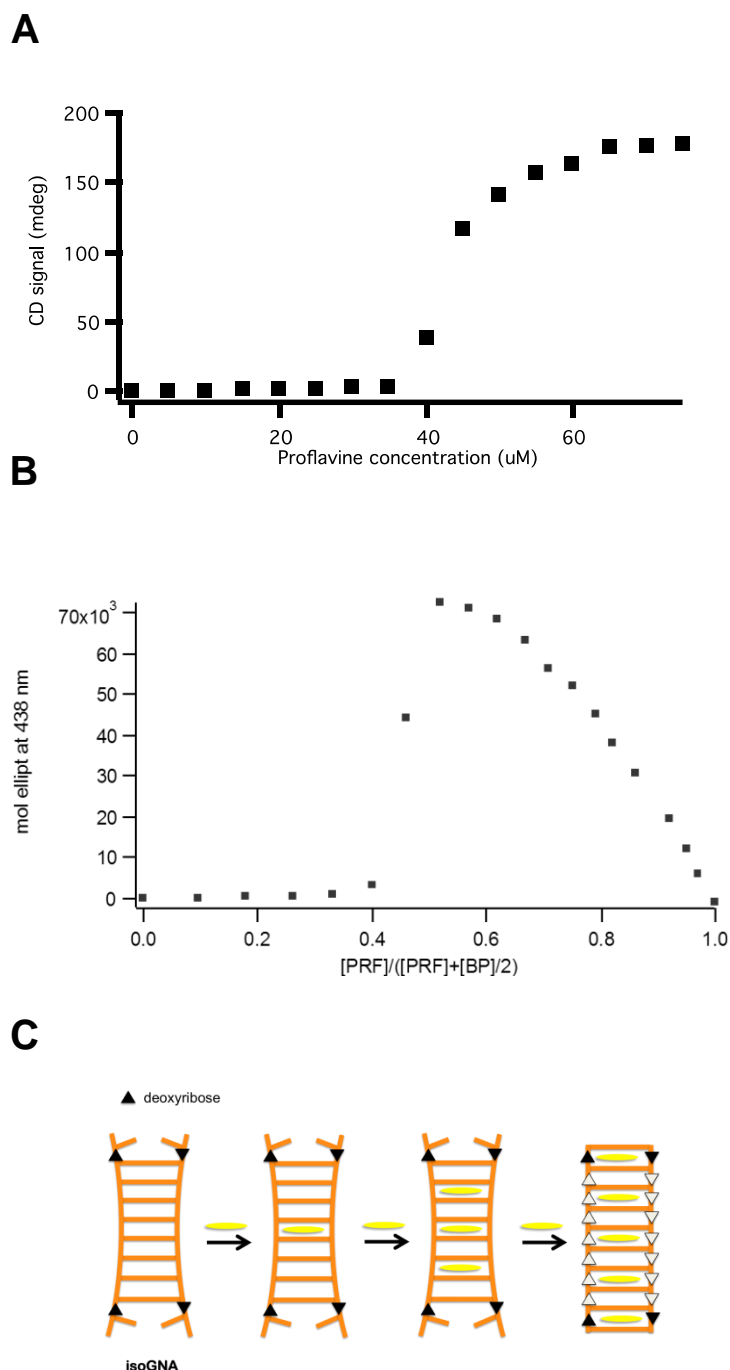 A
200
150
100
50
0
CD signal (mdeg)
0 20 40 60
Proflavine concentration (uM)
B
70x10³
60
50
40
30
20
10
0
mol ellipt at 438 nm
0.0 0.2 0.4 0.6 0.8 1.0
[PRF]/([PRF]+[BP]/2)
C
deoxyribose
isoGNA